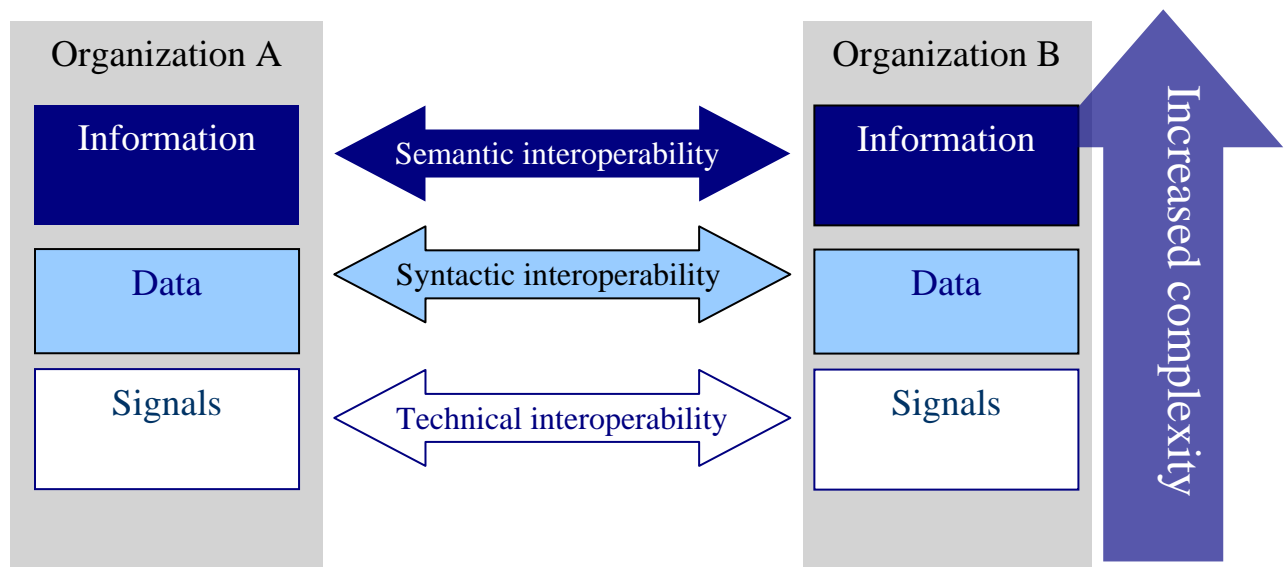 Organization A
Organization B
Information
Semantic interoperability
Information
Data
Syntactic interoperability
Data
Signals
Technical interoperability
Signals
Increased complexity